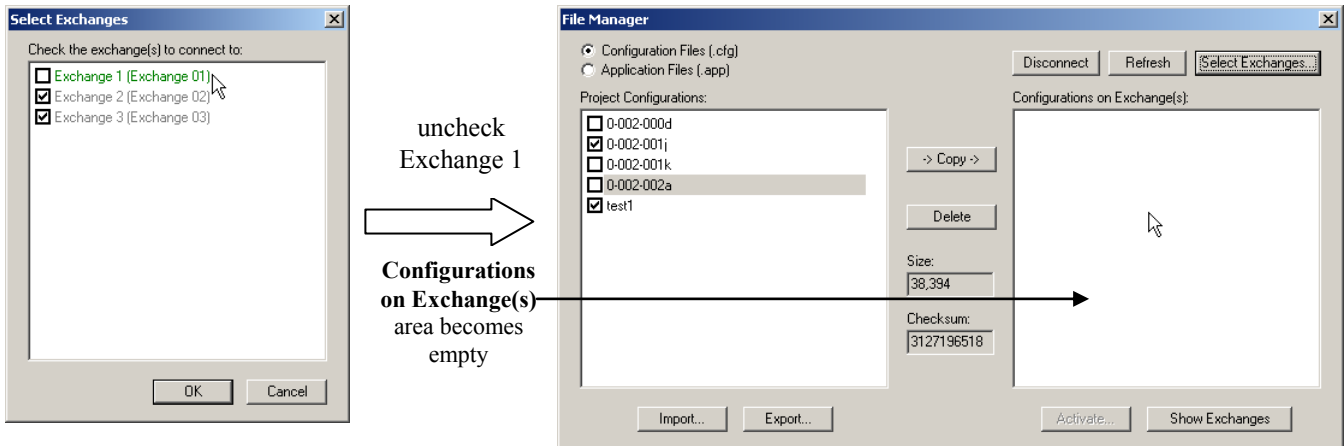 Select Exchanges
Check the exchange(s) to connect to:
Exchange 1 (Exchange 01)
Exchange 2 (Exchange 02)
Exchange 3 (Exchange 03)
OK
Cancel
uncheck
Exchange 1
Configurations
on Exchange(s)
area becomes
empty
File Manager
Configuration Files (.cfg)
Application Files (.app)
Disconnect
Refresh
Select Exchanges...
Project Configurations:
0-002-000d
0-002-001j
0-002-001k
0-002-002a
test1
-> Copy ->
Delete
Size:
38,394
Checksum:
3127196518
Configurations on Exchange(s):
Import...
Export...
Activate...
Show Exchanges